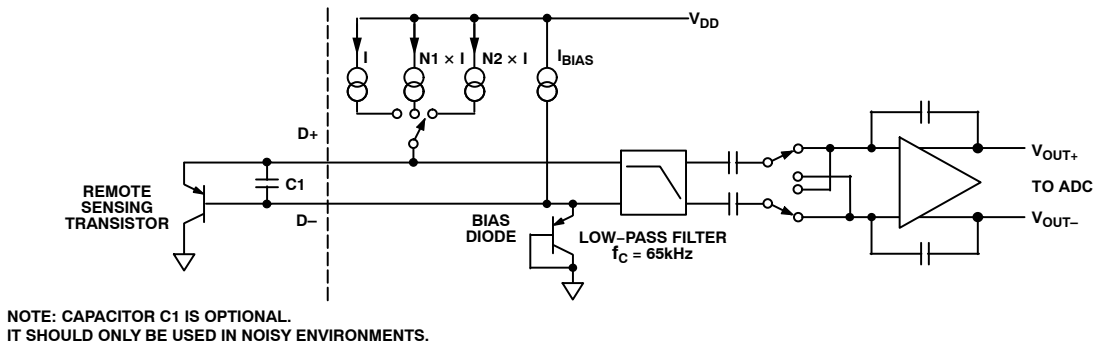 V_DD
I
N1 × I
N2 × I
I_BIAS
D+
C1
REMOTE
SENSING
TRANSISTOR
D−
BIAS
DIODE
LOW−PASS FILTER
f_C = 65kHz
V_OUT+
TO ADC
V_OUT−
NOTE: CAPACITOR C1 IS OPTIONAL.
IT SHOULD ONLY BE USED IN NOISY ENVIRONMENTS.